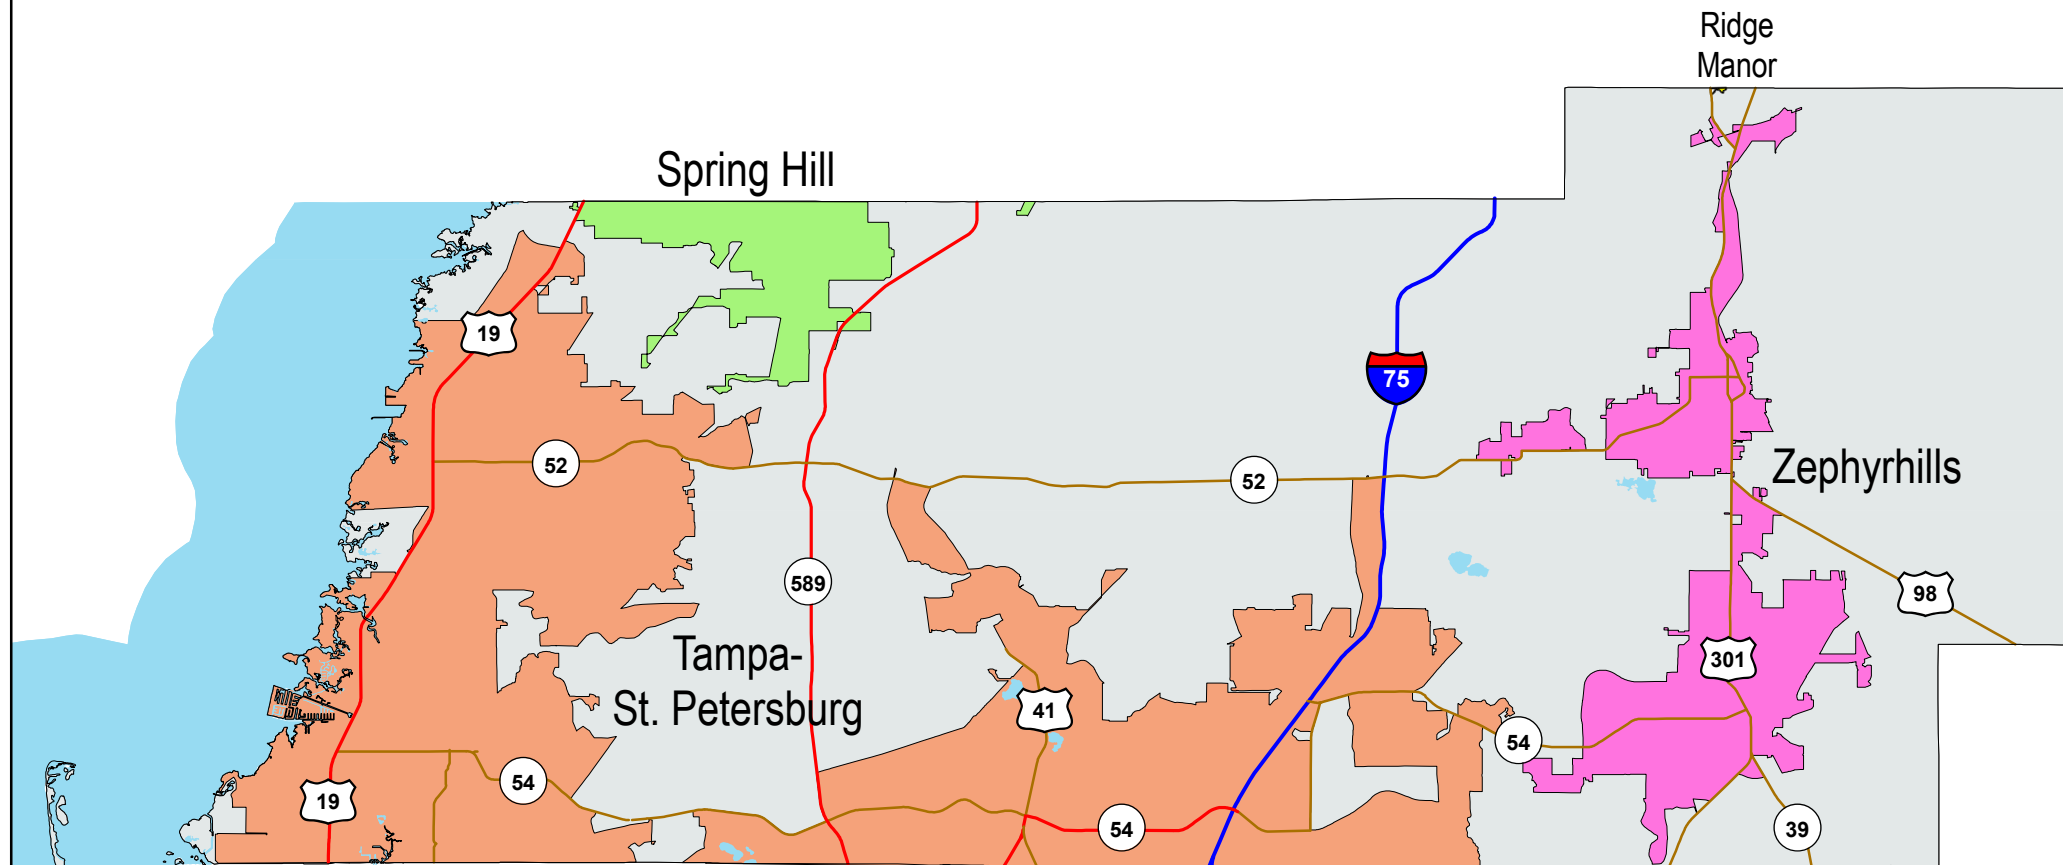 Ridge
Manor
Spring Hill
19
75
52
52
Zephyrhills
589
98
Tampa-
St. Petersburg
301
41
54
54
19
54
39